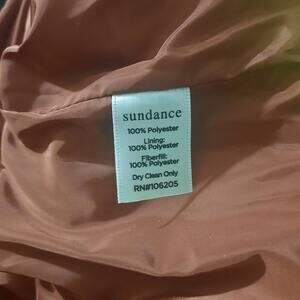 sundance
100% Polyester
Lining:
100% Polyester
Fiberfill:
100% Polyester
Dry Clean Only
RN#106205